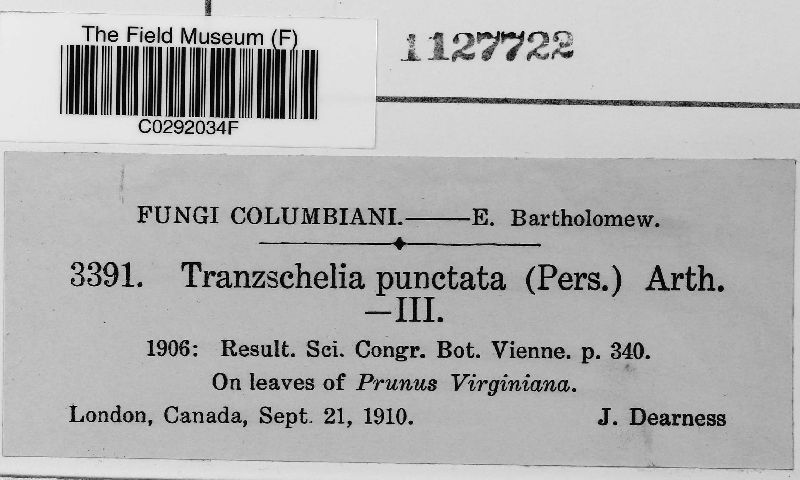 The Field Museum (F)
C0292034F
1127722
FUNGI COLUMBIANI.——E. Bartholomew.
3391. Tranzschelia punctata (Pers.) Arth.
—III.
1906: Result. Sci. Congr. Bot. Vienne. p. 340.
On leaves of Prunus Virginiana.
London, Canada, Sept. 21, 1910. J. Dearness